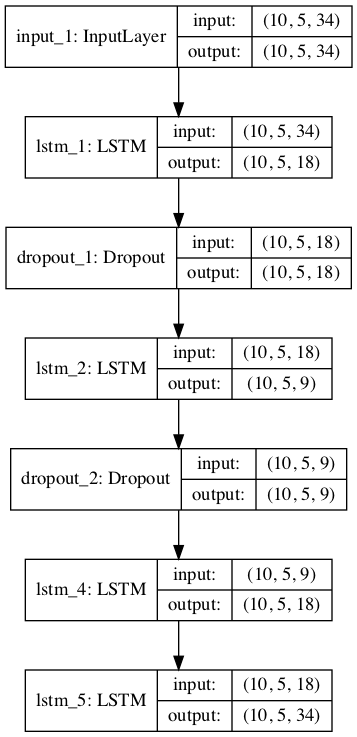 input_1: InputLayer
input: (10, 5, 34)
output: (10, 5, 34)
lstm_1: LSTM
input: (10, 5, 34)
output: (10, 5, 18)
dropout_1: Dropout
input: (10, 5, 18)
output: (10, 5, 18)
lstm_2: LSTM
input: (10, 5, 18)
output: (10, 5, 9)
dropout_2: Dropout
input: (10, 5, 9)
output: (10, 5, 9)
lstm_4: LSTM
input: (10, 5, 9)
output: (10, 5, 18)
lstm_5: LSTM
input: (10, 5, 18)
output: (10, 5, 34)